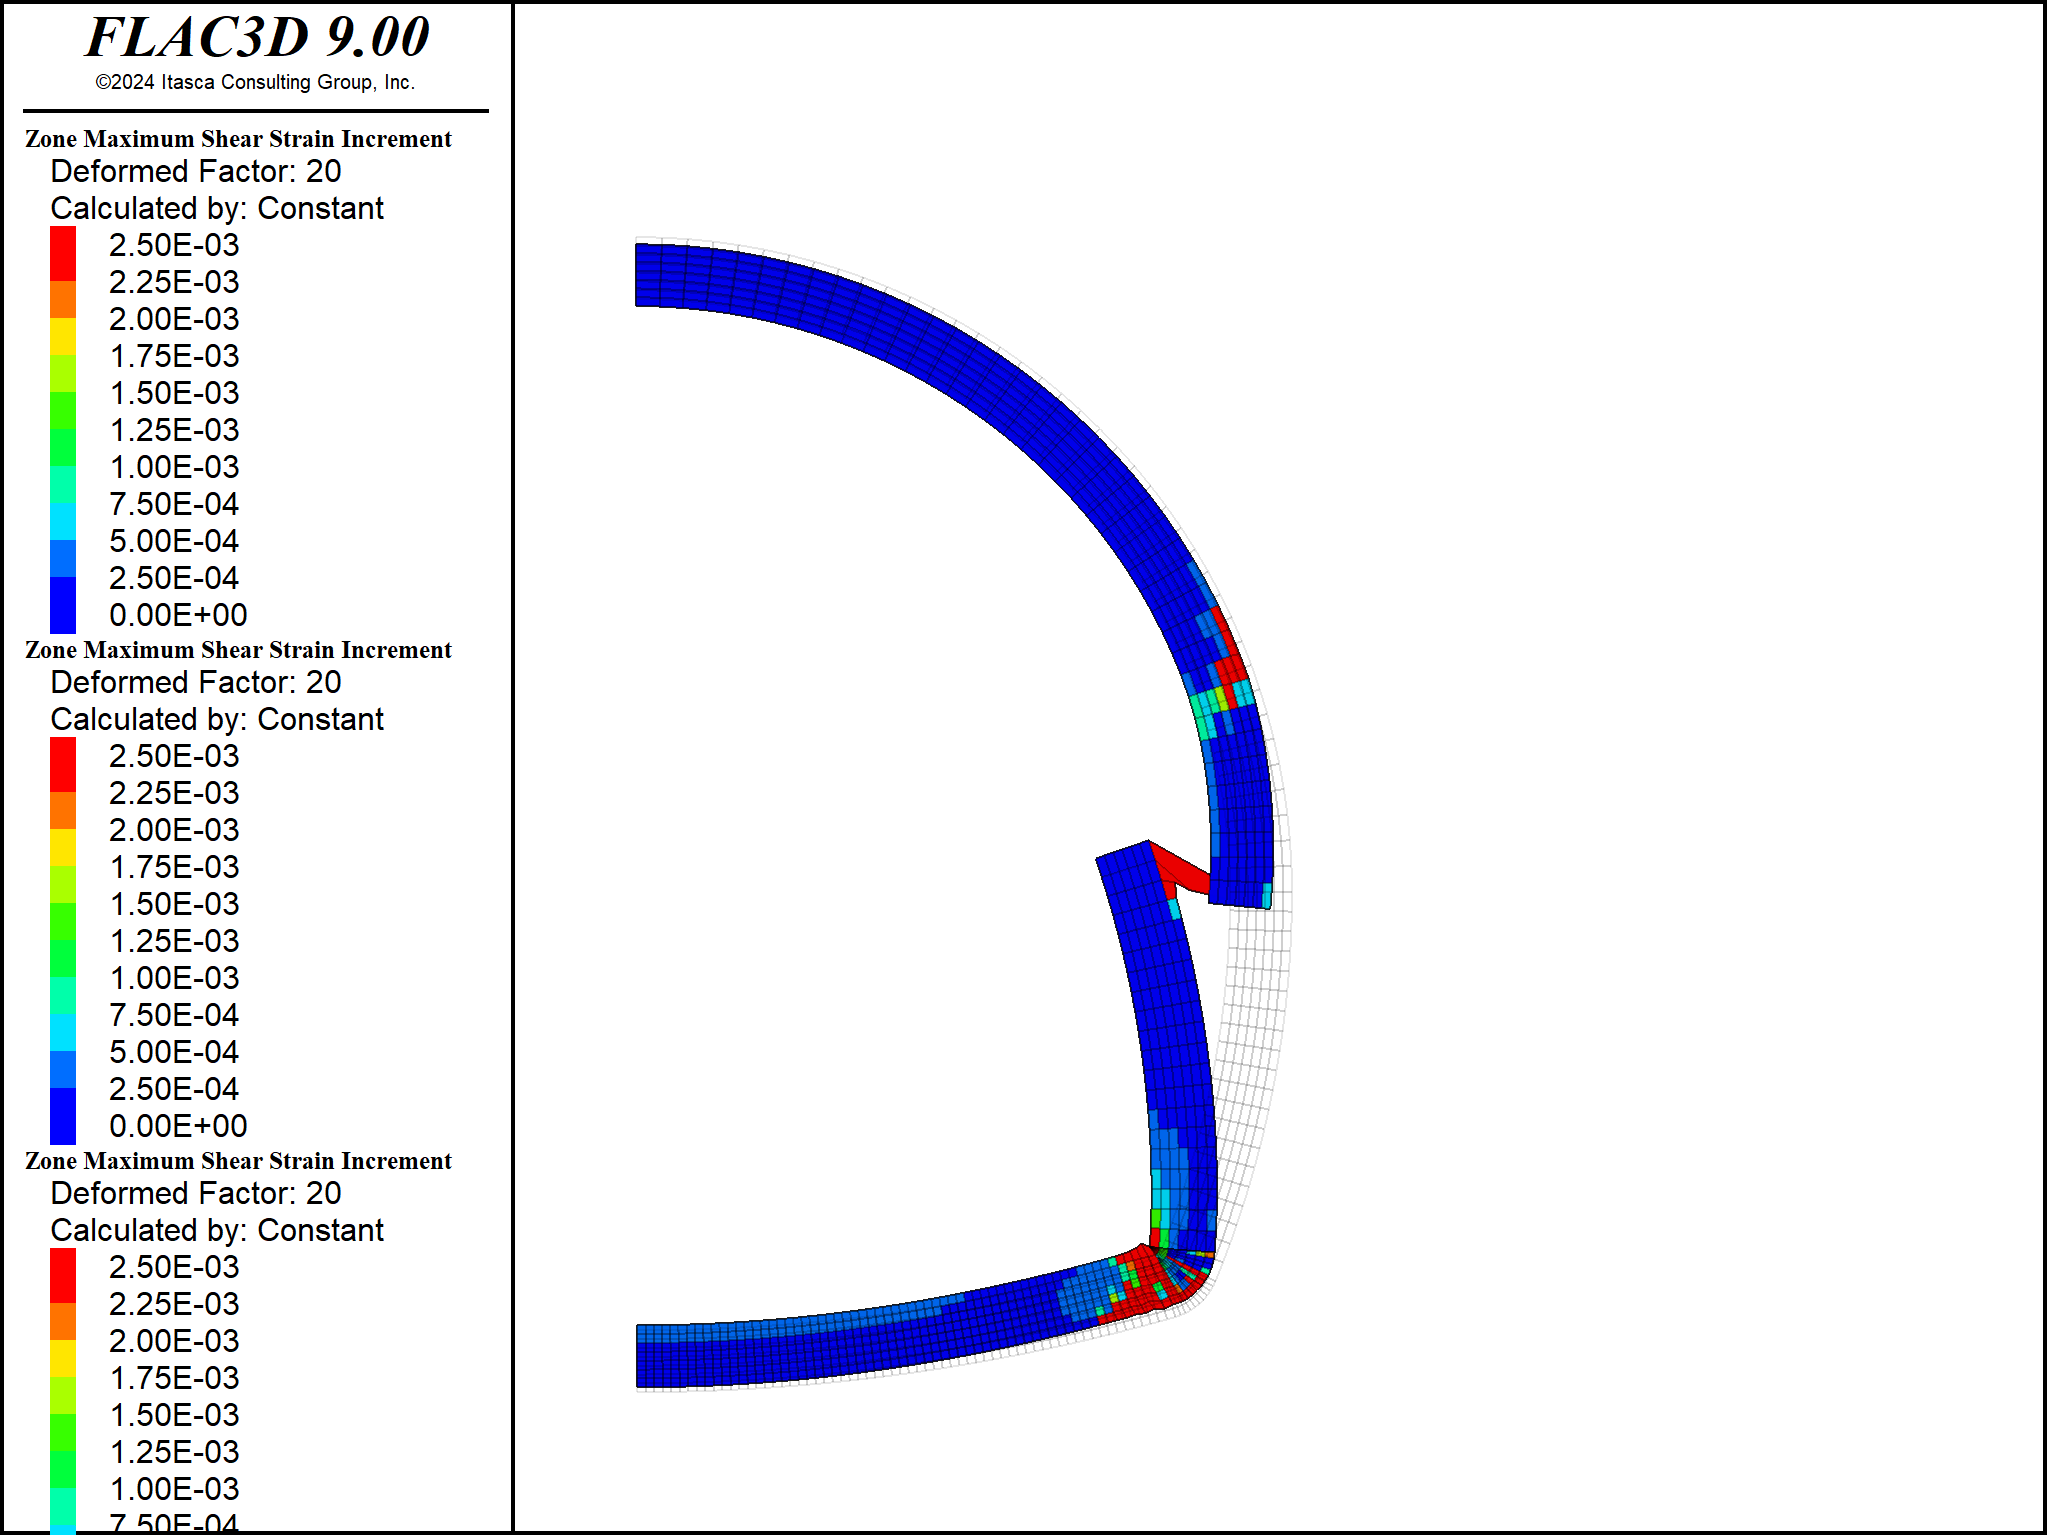 FLAC3D 9.00
©2024 Itasca Consulting Group, Inc.
Zone Maximum Shear Strain Increment
Deformed Factor: 20
Calculated by: Constant
2.50E-03
2.25E-03
2.00E-03
1.75E-03
1.50E-03
1.25E-03
1.00E-03
7.50E-04
5.00E-04
2.50E-04
0.00E+00
Zone Maximum Shear Strain Increment
Deformed Factor: 20
Calculated by: Constant
2.50E-03
2.25E-03
2.00E-03
1.75E-03
1.50E-03
1.25E-03
1.00E-03
7.50E-04
5.00E-04
2.50E-04
0.00E+00
Zone Maximum Shear Strain Increment
Deformed Factor: 20
Calculated by: Constant
2.50E-03
2.25E-03
2.00E-03
1.75E-03
1.50E-03
1.25E-03
1.00E-03
7.50E-04